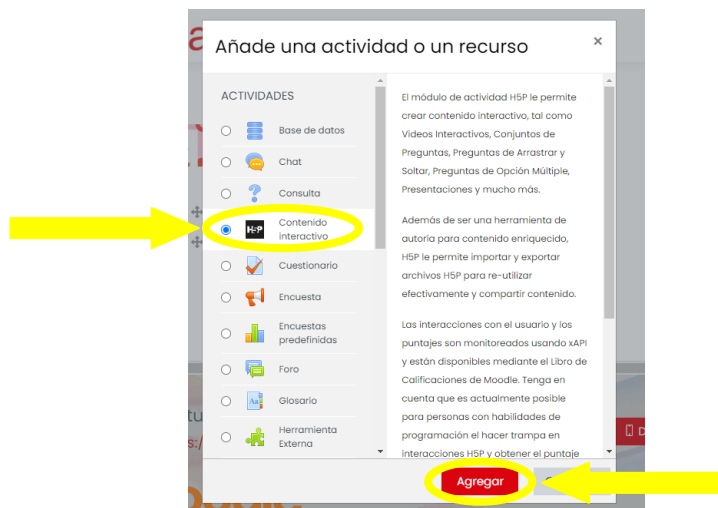 Añade una actividad o un recurso
×
ACTIVIDADES
Base de datos
Chat
Consulta
H5P
Contenido
interactivo
Cuestionario
Encuesta
Encuestas
predefinidas
Foro
Glosario
Herramienta
Externa
El módulo de actividad H5P le permite
crear contenido interactivo, tal como
Videos Interactivos, Conjuntos de
Preguntas, Preguntas de Arrastrar y
Soltar, Preguntas de Opción Múltiple,
Presentaciones y mucho más.
Además de ser una herramienta de
autoría para contenido enriquecido,
H5P le permite importar y exportar
archivos H5P para re-utilizar
efectivamente y compartir contenido.
Las interacciones con el usuario y los
puntajes son monitoreados usando xAPI
y están disponibles mediante el Libro de
Calificaciones de Moodle. Tenga en
cuenta que es actualmente posible
para personas con habilidades de
programación el hacer trampa en
interacciones H5P y obtener el puntaje
Agregar